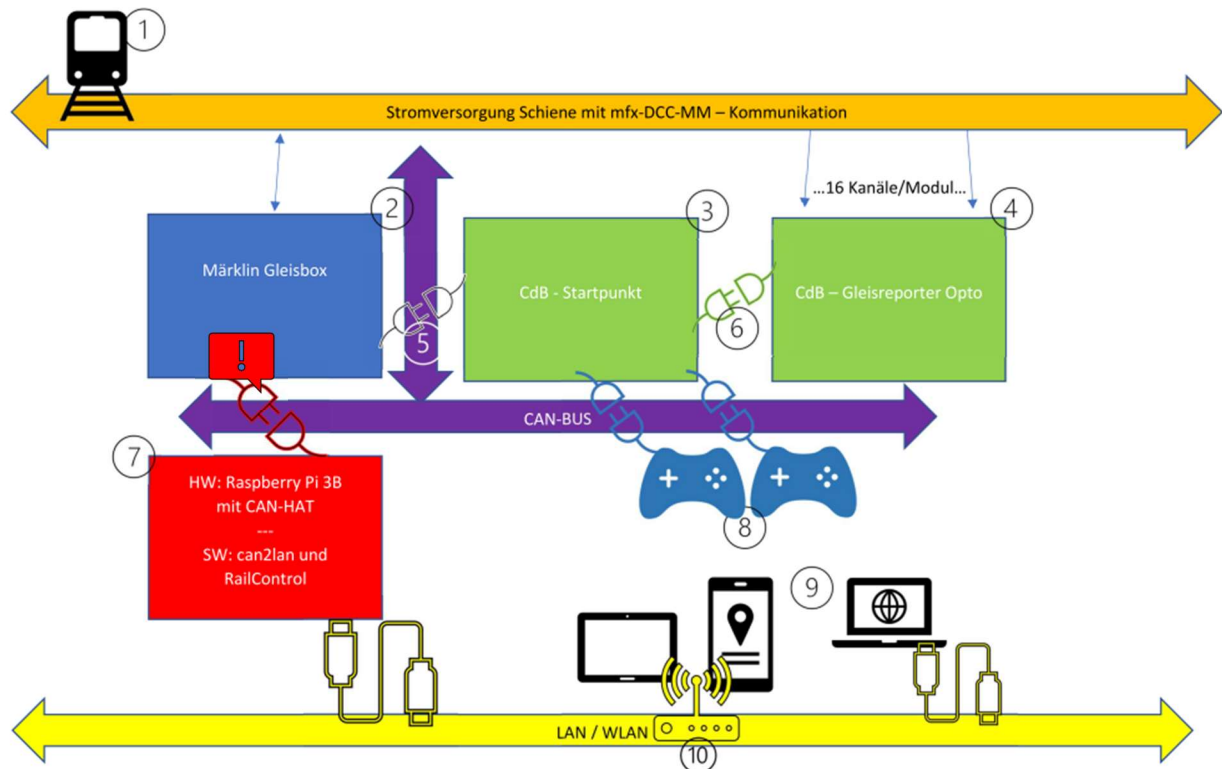 1
Stromversorgung Schiene mit mfx-DCC-MM – Kommunikation
...16 Kanäle/Modul...
2
3
4
Märklin Gleisbox
CdB - Startpunkt
CdB – Gleisreporter Opto
5
6
!
CAN-BUS
7
HW: Raspberry Pi 3B
mit CAN-HAT
---
SW: can2lan und
RailControl
8
9
LAN / WLAN
10